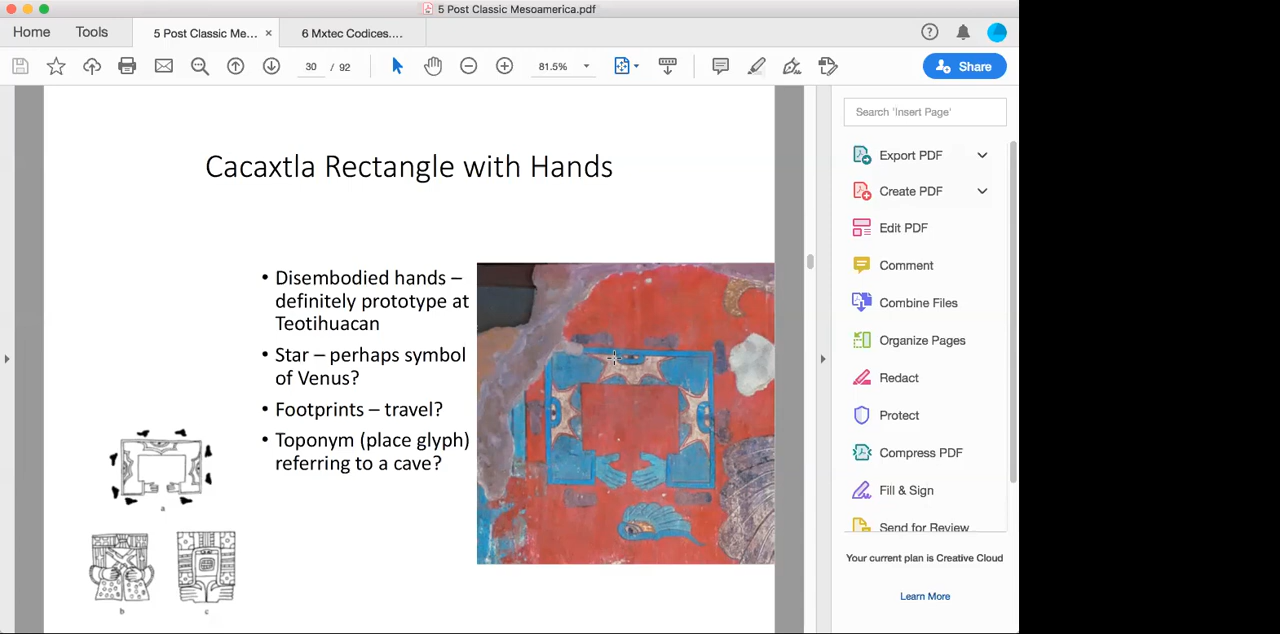 5 Post Classic Mesoamerica.pdf
Home
Tools
5 Post Classic Me... ×
6 Mxtec Codices....
30 / 92
81.5%
Share
Search 'Insert Page'
Export PDF
Create PDF
Edit PDF
Comment
Combine Files
Organize Pages
Redact
Protect
Compress PDF
Fill & Sign
Send for Review
Your current plan is Creative Cloud
Learn More
Cacaxtla Rectangle with Hands
• Disembodied hands –
definitely prototype at
Teotihuacan
• Star – perhaps symbol
of Venus?
• Footprints – travel?
• Toponym (place glyph)
referring to a cave?
a
b
c